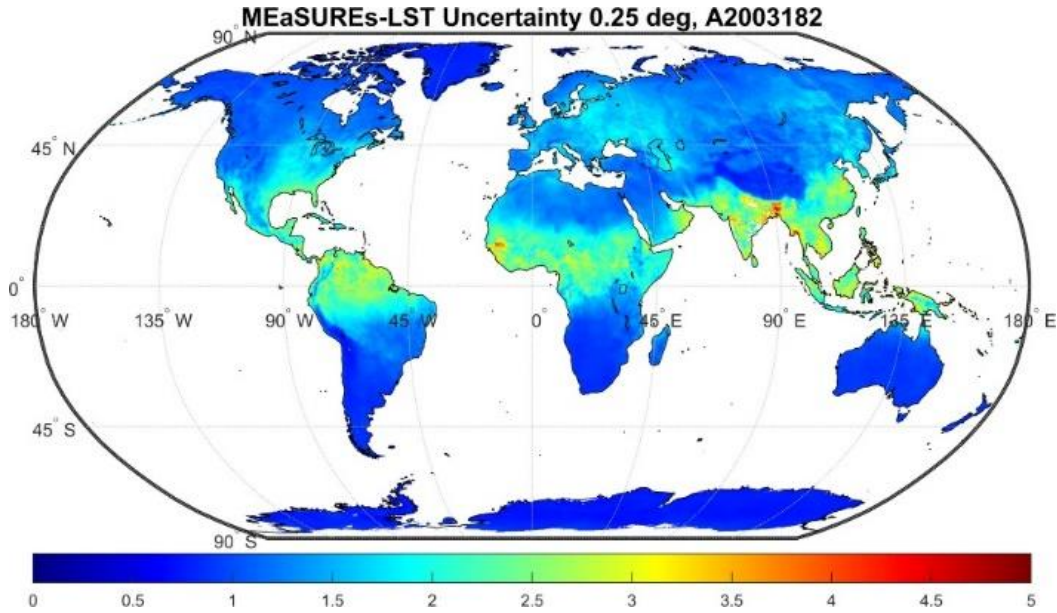 MEaSUREs-LST Uncertainty 0.25 deg, A2003182
90° N
45° N
0°
180° W 135° W 90° W 45° W 0° 45° E 90° E 135° E 180° E
45° S
90° S
0 0.5 1 1.5 2 2.5 3 3.5 4 4.5 5